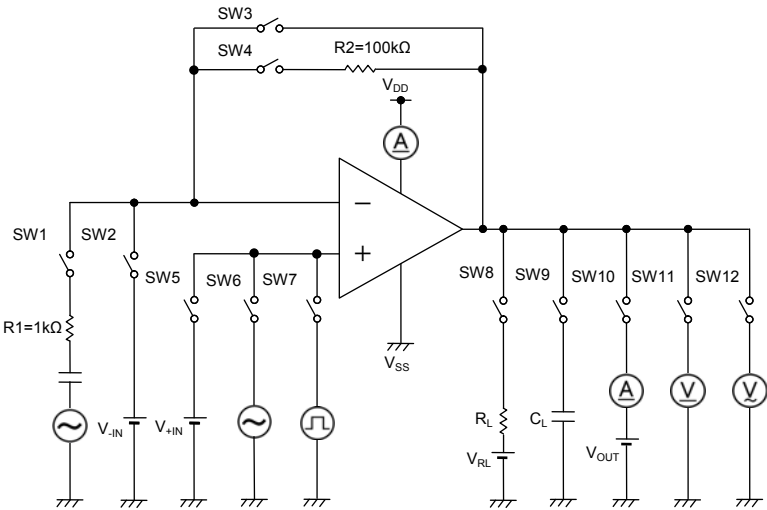 SW3
SW4
R2=100kΩ
VDD
A
−
+
SW1
SW2
SW5
SW6
SW7
SW8
SW9
SW10
SW11
SW12
R1=1kΩ
VSS
A
V
V
RL
CL
V-IN
V+IN
VRL
VOUT